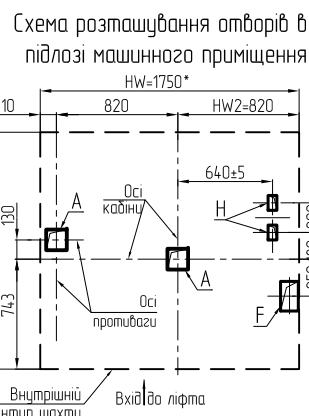 Схема розташування отворів в
підлозі машинного приміщення
HW=1750*
10
820
HW2=820
640±5
A
Осі
кабіни
H
130
A
743
Осі
противаги
F
Внутрішній
Вхід до ліфта
шахти